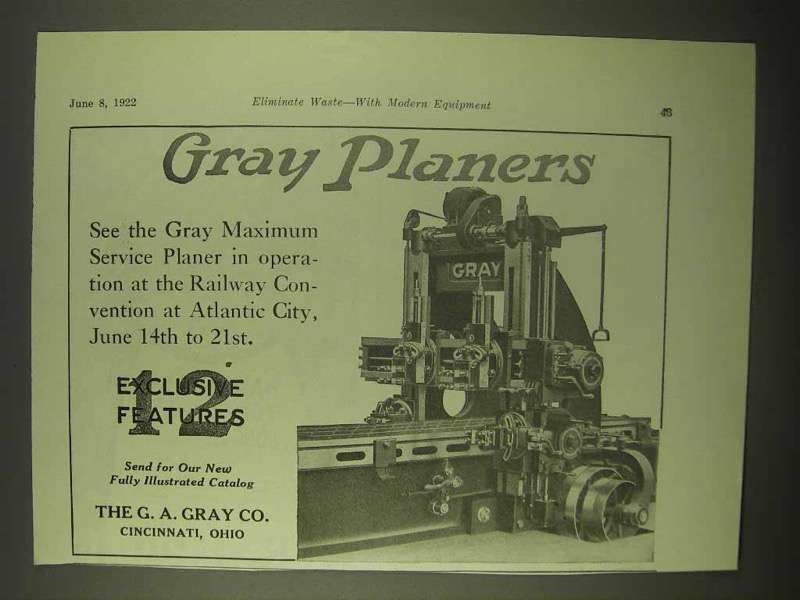 June 8, 1922
Eliminate Waste—With Modern Equipment
43
Gray Planers
See the Gray Maximum
Service Planer in opera-
tion at the Railway Con-
vention at Atlantic City,
June 14th to 21st.
12
EXCLUSIVE
FEATURES
Send for Our New
Fully Illustrated Catalog
THE G. A. GRAY CO.
CINCINNATI, OHIO
GRAY